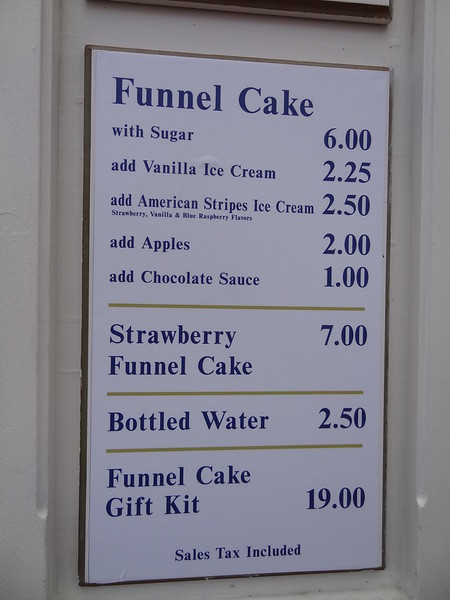 Funnel Cake
with Sugar 6.00
add Vanilla Ice Cream 2.25
add American Stripes Ice Cream 2.50
Strawberry, Vanilla & Blue Raspberry Flavors
add Apples 2.00
add Chocolate Sauce 1.00
Strawberry 7.00
Funnel Cake
Bottled Water 2.50
Funnel Cake
Gift Kit 19.00
Sales Tax Included